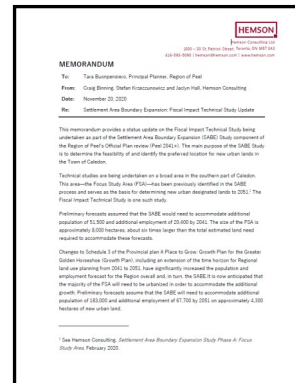 HEMSON
Hemson Consulting Ltd
1000 – 30 St. Patrick Street, Toronto, ON M5T 3A3
416-593-5090 | hemson@hemson.com | www.hemson.com
MEMORANDUM
To: Tara Buonpensiero, Principal Planner, Region of Peel
From: Craig Binning, Stefan Krzeczunowicz and Jaclyn Hall, Hemson Consulting
Date: November 20, 2020
Re: Settlement Area Boundary Expansion: Fiscal Impact Technical Study Update
This memorandum provides a status update on the Fiscal Impact Technical Study being
undertaken as part of the Settlement Area Boundary Expansion (SABE) Study component of
the Region of Peel's Official Plan review (Peel 2041+). The main purpose of the SABE Study
is to determine the feasibility of and identify the preferred location for new urban lands in
the Town of Caledon.
Technical studies are being undertaken on a broad area in the southern part of Caledon.
This area—the Focus Study Area (FSA)—has been previously identified in the SABE
process and serves as the basis for determining new urban designated lands to 2051.¹ The
Fiscal Impact Technical Study is one such study.
Preliminary forecasts assumed that the SABE would need to accommodate additional
population of 51,500 and additional employment of 20,400 by 2041. The size of the FSA is
approximately 8,000 hectares; about six times larger than the total estimated land need
required to accommodate these forecasts.
Changes to Schedule 3 of the Provincial plan A Place to Grow: Growth Plan for the Greater
Golden Horseshoe (Growth Plan), including an extension of the time horizon for Regional
land use planning from 2041 to 2051, have significantly increased the population and
employment forecast for the Region overall and, in turn, the SABE. It is now anticipated that
the majority of the FSA will need to be urbanized in order to accommodate the additional
growth. Preliminary forecasts assume that the SABE will need to accommodate additional
population of 183,000 and additional employment of 67,700 by 2051 on approximately 4,300
hectares of new urban land.
¹ See Hemson Consulting, Settlement Area Boundary Expansion Study Phase A: Focus
Study Area, February 2020.